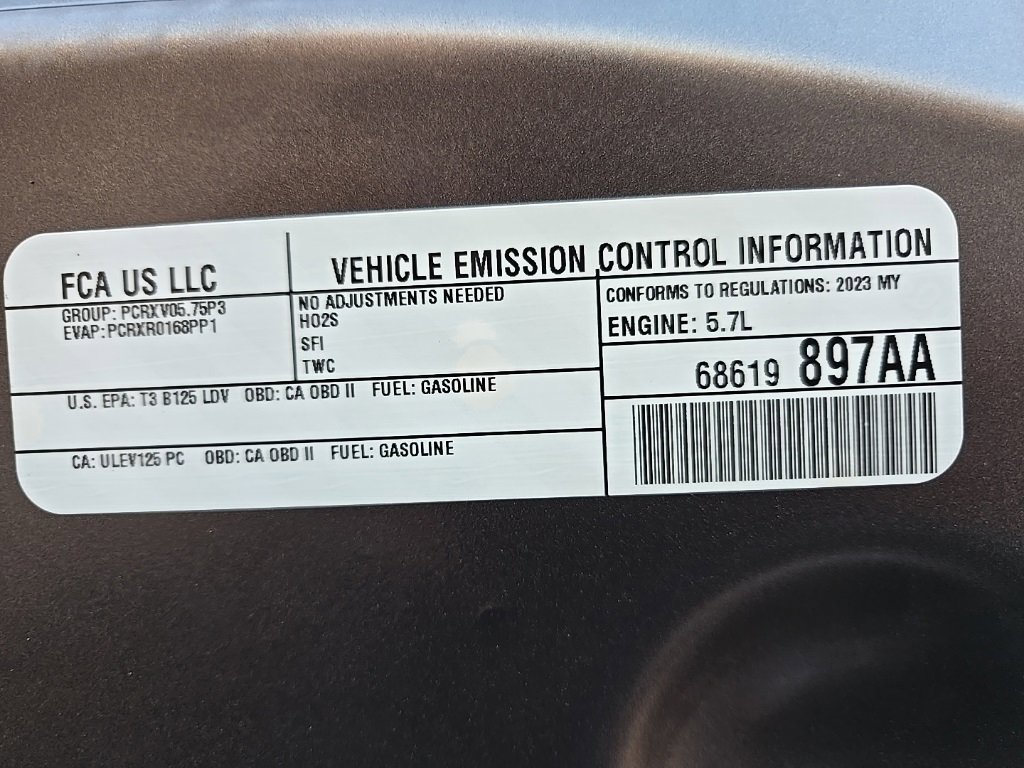 FCA US LLC
VEHICLE EMISSION CONTROL INFORMATION
GROUP: PCRXV05.75P3
EVAP: PCRXR0168PP1
NO ADJUSTMENTS NEEDED
HO2S
SFI
TWC
CONFORMS TO REGULATIONS: 2023 MY
ENGINE: 5.7L
68619 897AA
U.S. EPA: T3 B125 LDV OBD: CA OBD II FUEL: GASOLINE
CA: ULEV125 PC OBD: CA OBD II FUEL: GASOLINE